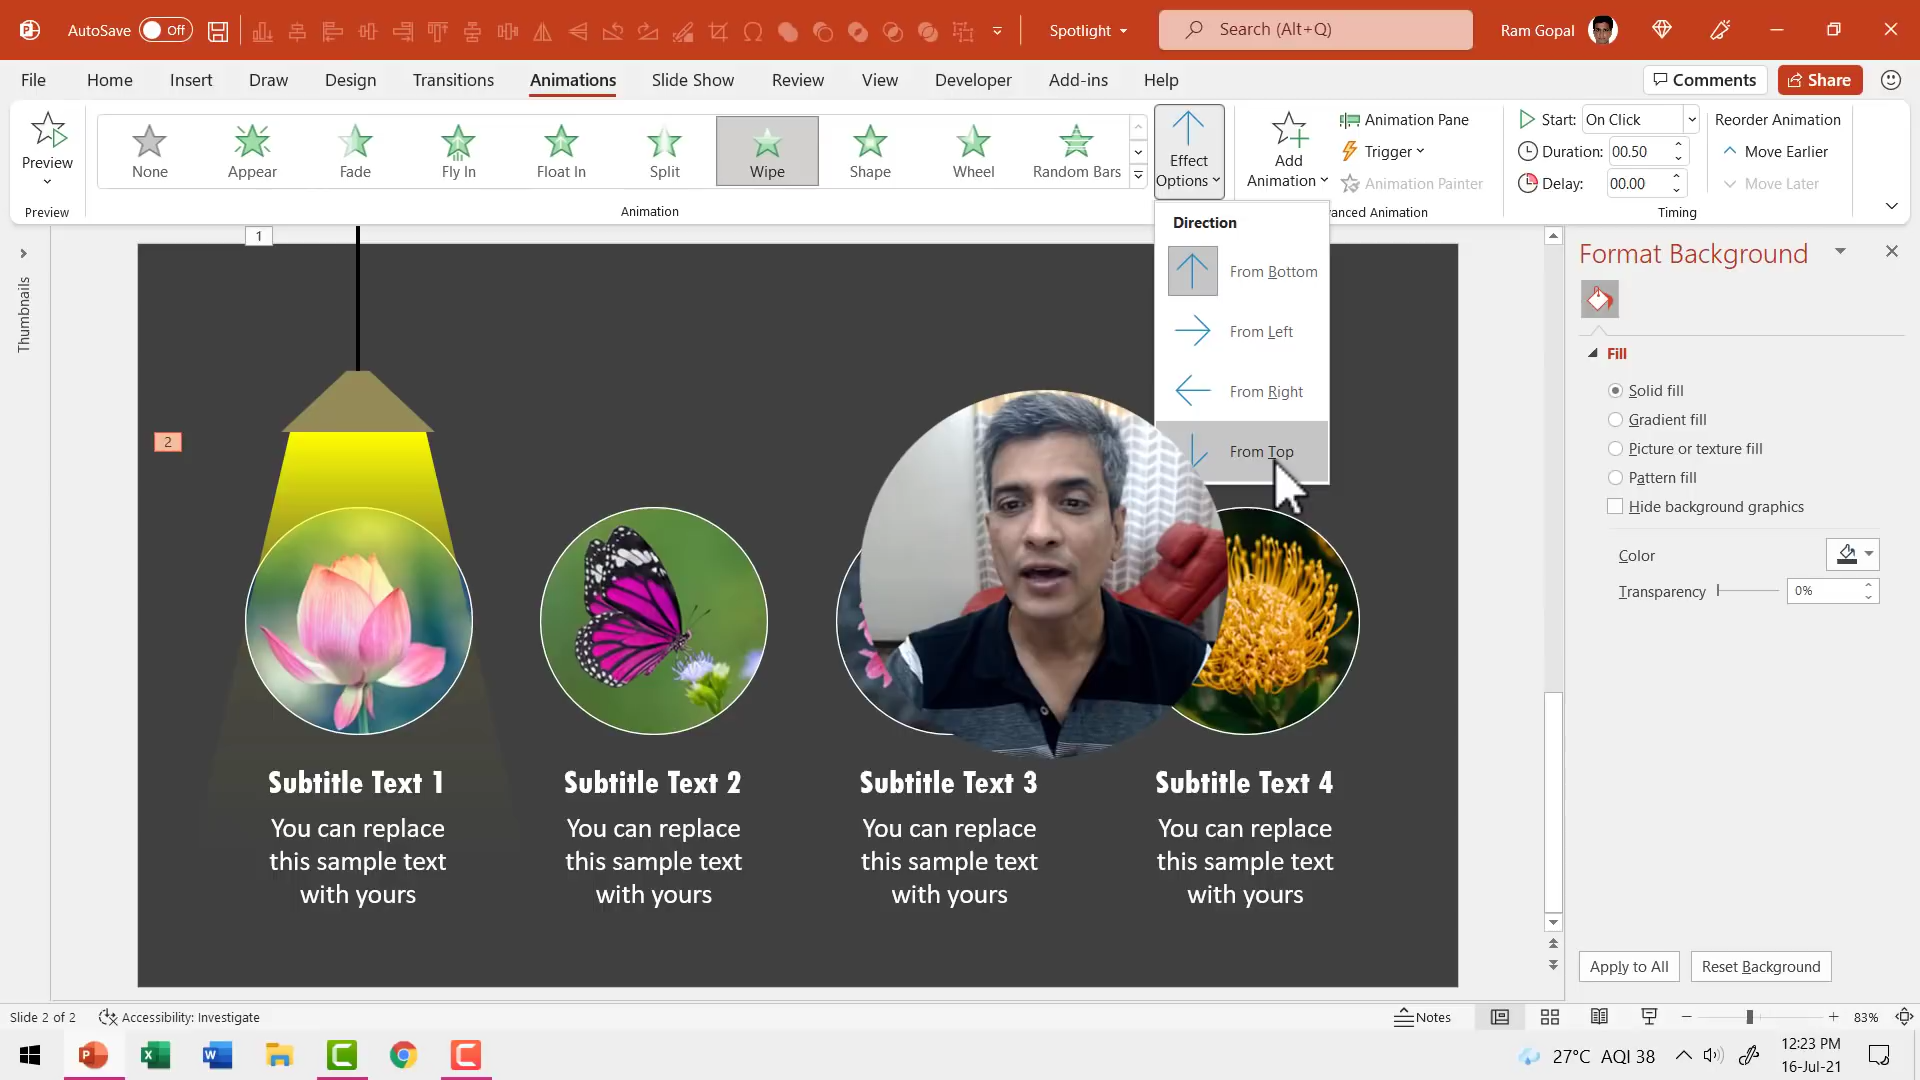 AutoSave Off
Spotlight
Search (Alt+Q)
Ram Gopal
File Home Insert Draw Design Transitions Animations Slide Show Review View Developer Add-ins Help
Comments Share
Preview
Preview
None Appear Fade Fly In Float In Split Wipe Shape Wheel Random Bars
Animation
Effect
Options
Add
Animation
Animation Pane
Trigger
Animation Painter
anced Animation
Start: On Click
Duration: 00.50
Delay: 00.00
Timing
Reorder Animation
Move Earlier
Move Later
Direction
From Bottom
From Left
From Right
From Top
Thumbnails
1
2
Subtitle Text 1
You can replace
this sample text
with yours
Subtitle Text 2
You can replace
this sample text
with yours
Subtitle Text 3
You can replace
this sample text
with yours
Subtitle Text 4
You can replace
this sample text
with yours
Format Background
Fill
Solid fill
Gradient fill
Picture or texture fill
Pattern fill
Hide background graphics
Color
Transparency 0%
Apply to All Reset Background
Slide 2 of 2 Accessibility: Investigate
Notes 83%
27°C AQI 38
12:23 PM
16-Jul-21